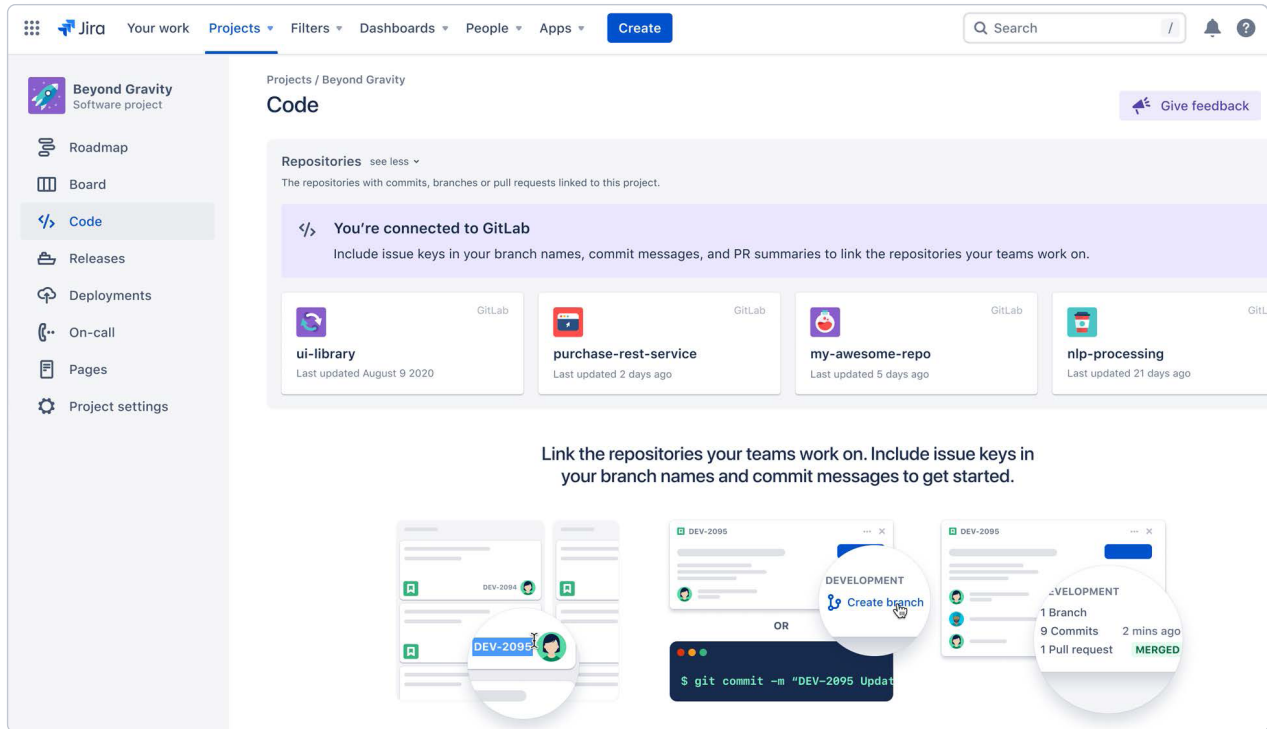 Jira Your work Projects Filters Dashboards People Apps Create Search /
Beyond Gravity
Software project
Roadmap
Board
Code
Releases
Deployments
On-call
Pages
Project settings
Projects / Beyond Gravity
Code
Give feedback
Repositories see less
The repositories with commits, branches or pull requests linked to this project.
You're connected to GitLab
Include issue keys in your branch names, commit messages, and PR summaries to link the repositories your teams work on.
GitLab
ui-library
Last updated August 9 2020
GitLab
purchase-rest-service
Last updated 2 days ago
GitLab
my-awesome-repo
Last updated 5 days ago
GitL
nlp-processing
Last updated 21 days ago
Link the repositories your teams work on. Include issue keys in
your branch names and commit messages to get started.
DEV-2094
DEV-2095
DEV-2095
DEVELOPMENT
Create branch
OR
$ git commit -m “DEV-2095 Updat
DEV-2095
EVELOPMENT
1 Branch
9 Commits 2 mins ago
1 Pull request MERGED